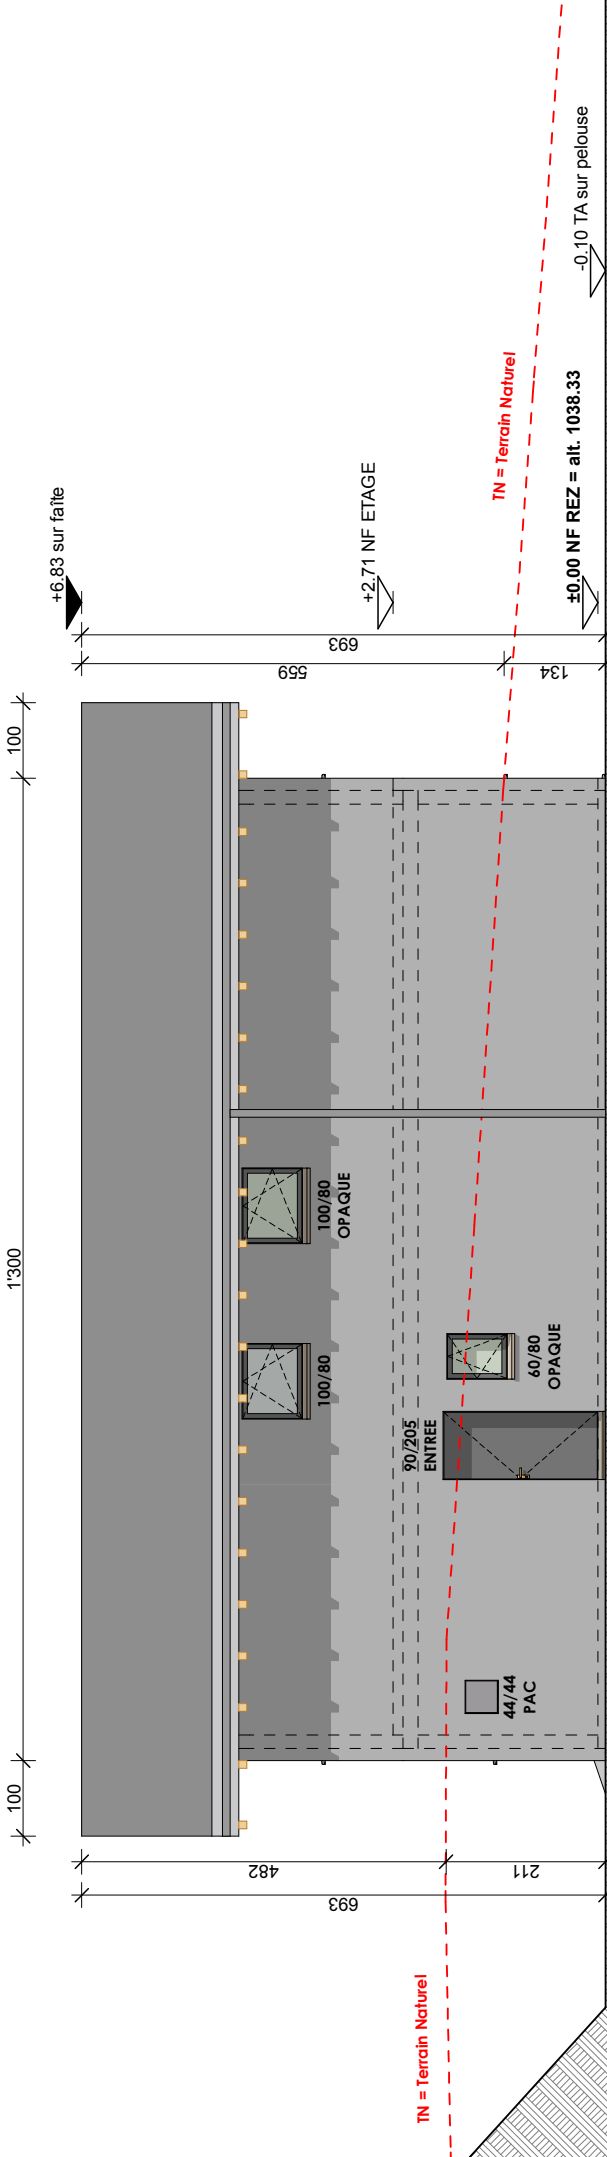 100
1'300
100
+6.83 sur faîte
+2.71 NF ETAGE
±0.00 NF REZ = alt. 1038.33
-0.10 TA sur pelouse
TN = Terrain Naturel
693
559
134
100/80
100/80
OPAQUE
90/205
ENTREE
60/80
OPAQUE
44/44
PAC
482
211
693
TN = Terrain Naturel